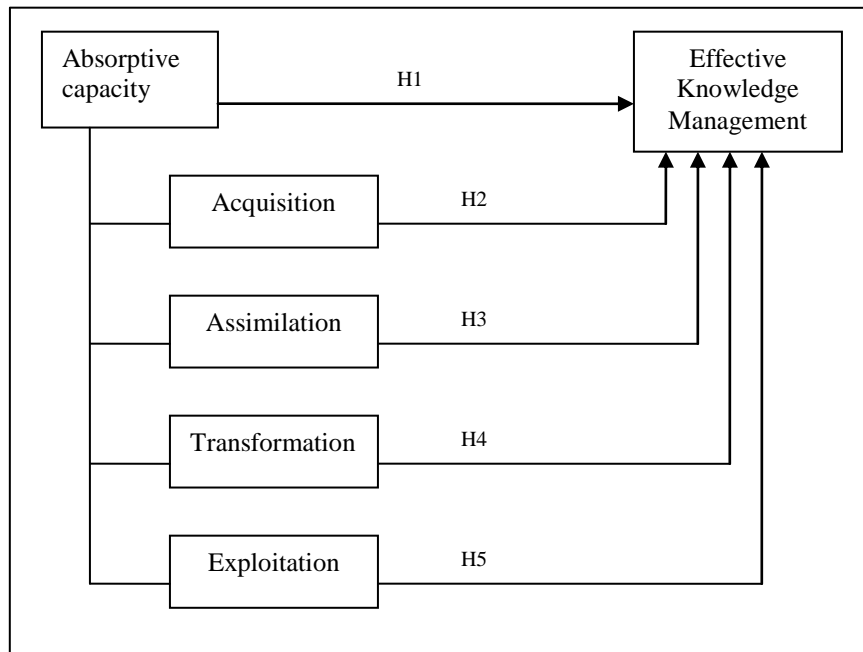 Absorptive
capacity
H1
Effective
Knowledge
Management
Acquisition
H2
Assimilation
H3
Transformation
H4
Exploitation
H5